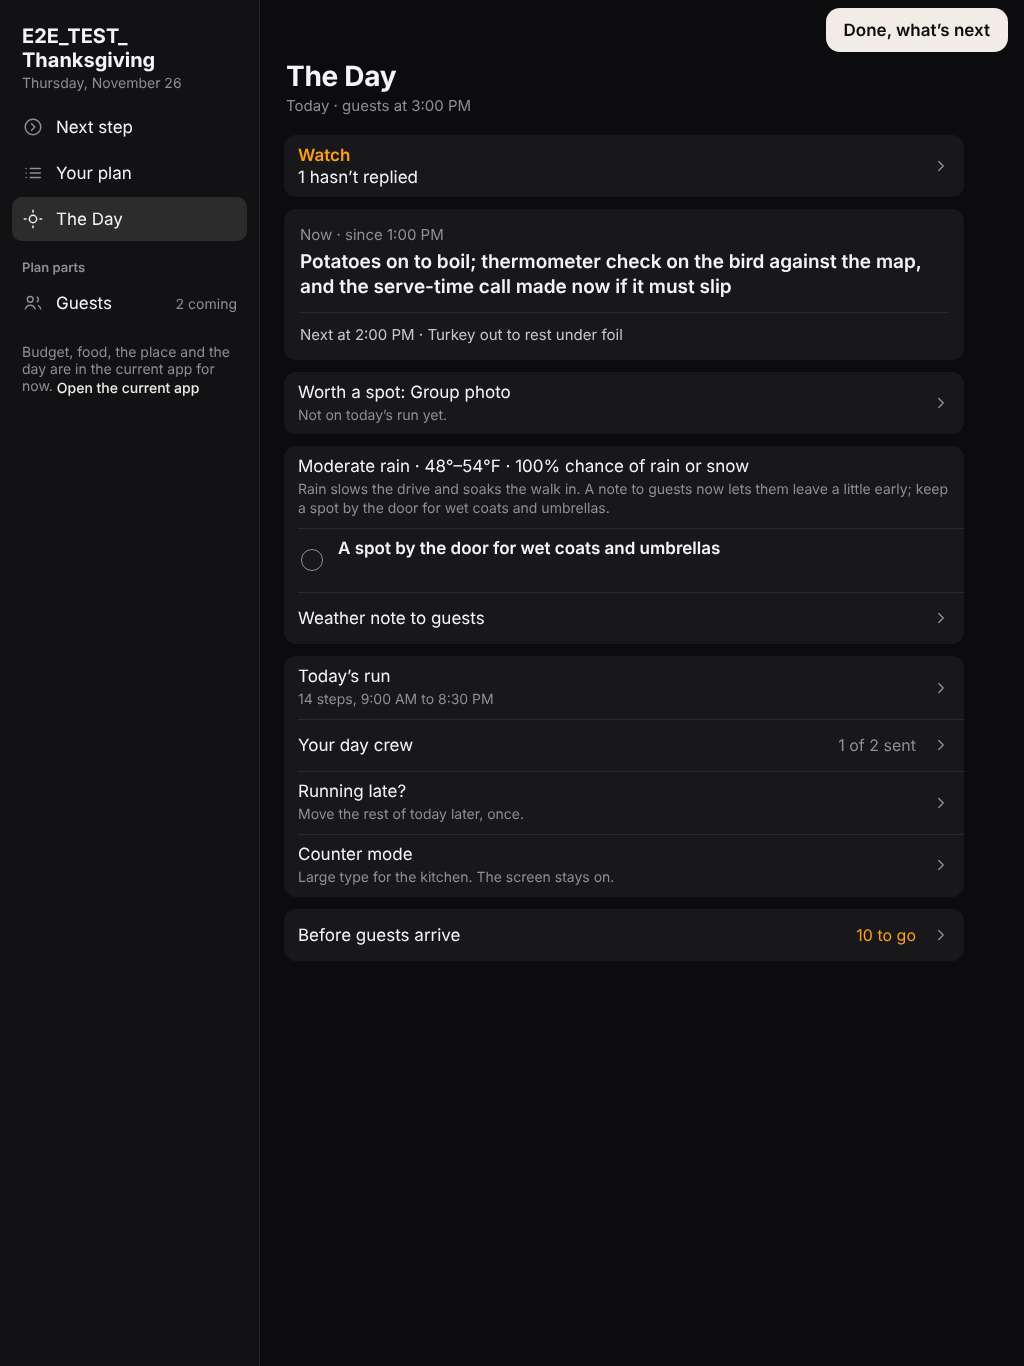 E2E_TEST_
Thanksgiving
Thursday, November 26
Next step
Your plan
The Day
Plan parts
Guests
2 coming
Budget, food, the place and the
day are in the current app for
now. Open the current app
Done, what’s next
The Day
Today · guests at 3:00 PM
Watch
1 hasn’t replied
Now · since 1:00 PM
Potatoes on to boil; thermometer check on the bird against the map,
and the serve-time call made now if it must slip
Next at 2:00 PM · Turkey out to rest under foil
Worth a spot: Group photo
Not on today’s run yet.
Moderate rain · 48°–54°F · 100% chance of rain or snow
Rain slows the drive and soaks the walk in. A note to guests now lets them leave a little early; keep
a spot by the door for wet coats and umbrellas.
A spot by the door for wet coats and umbrellas
Weather note to guests
Today’s run
14 steps, 9:00 AM to 8:30 PM
Your day crew
1 of 2 sent
Running late?
Move the rest of today later, once.
Counter mode
Large type for the kitchen. The screen stays on.
Before guests arrive
10 to go